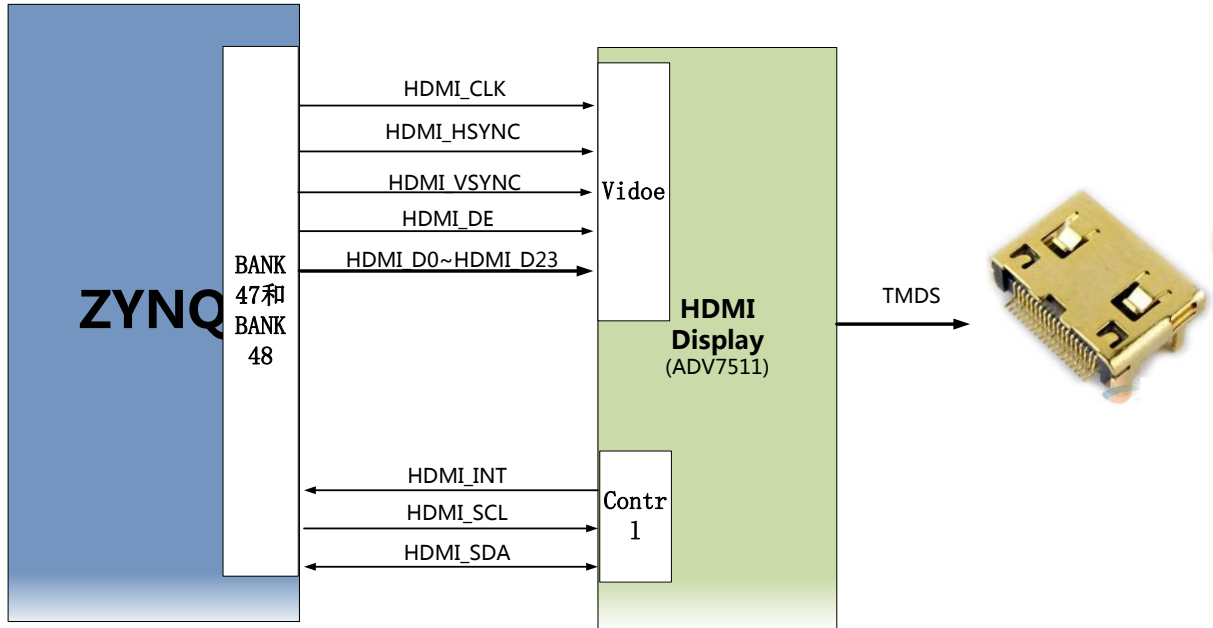 ZYNQ
BANK
47和
BANK
48
HDMI_CLK
HDMI_HSYNC
HDMI_VSYNC
HDMI_DE
HDMI_D0~HDMI_D23
HDMI_INT
HDMI_SCL
HDMI_SDA
Vidoe
HDMI
Display
(ADV7511)
Contr
l
TMDS